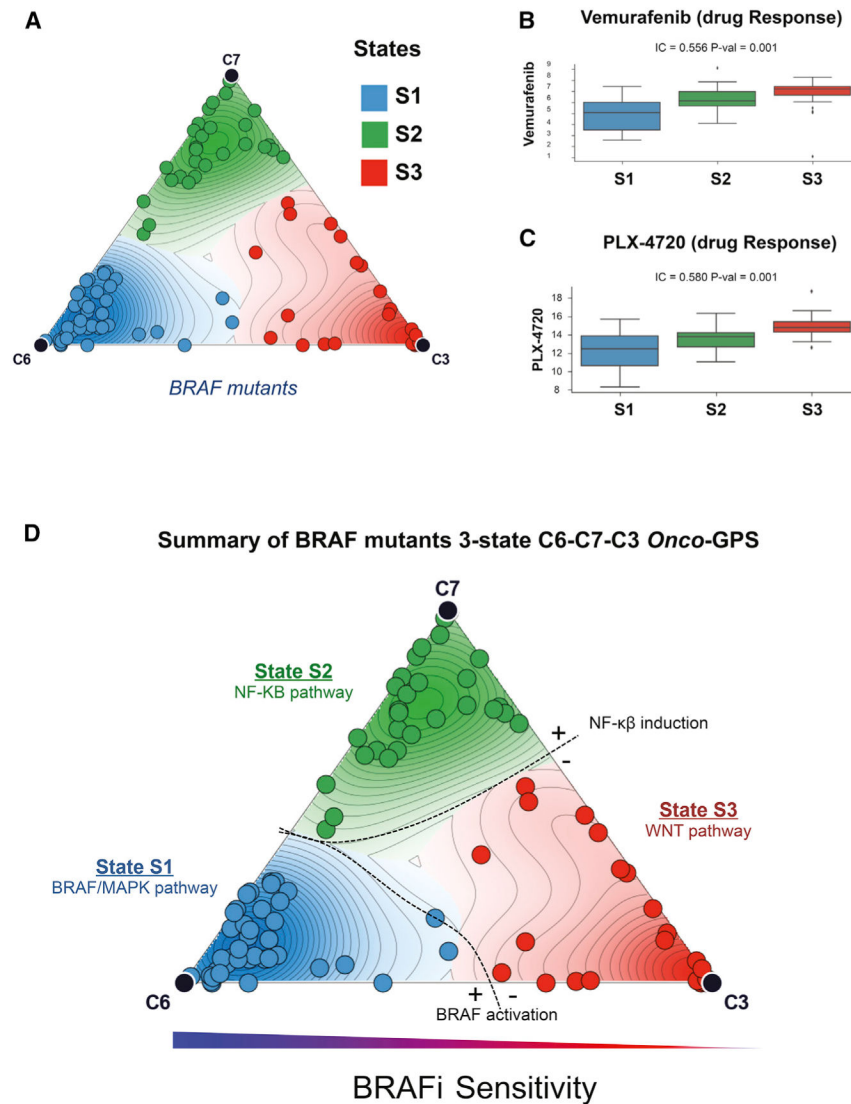 A
C7
States
S1
S2
S3
C6
C3
BRAF mutants
B
Vemurafenib (drug Response)
IC = 0.556 P-val = 0.001
Vemurafenib
9
8
7
6
5
4
3
2
1
S1
S2
S3
C
PLX-4720 (drug Response)
IC = 0.580 P-val = 0.001
PLX-4720
18
16
14
12
10
8
S1
S2
S3
D
Summary of BRAF mutants 3-state C6-C7-C3 Onco-GPS
C7
State S2
NF-KB pathway
+
-
NF-κβ induction
State S3
WNT pathway
State S1
BRAF/MAPK pathway
C6
+ -
BRAF activation
C3
BRAFi Sensitivity